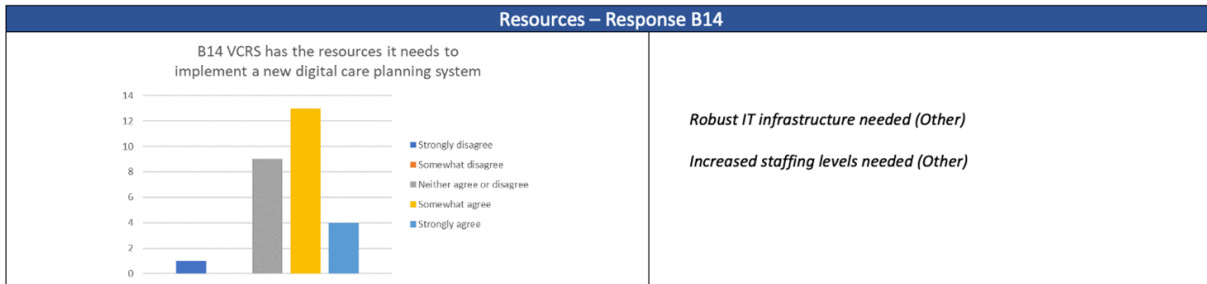 Resources – Response B14
B14 VCRS has the resources it needs to
implement a new digital care planning system
14
12
10
8
6
4
2
0
Strongly disagree
Somewhat disagree
Neither agree or disagree
Somewhat agree
Strongly agree
Robust IT infrastructure needed (Other)
Increased staffing levels needed (Other)